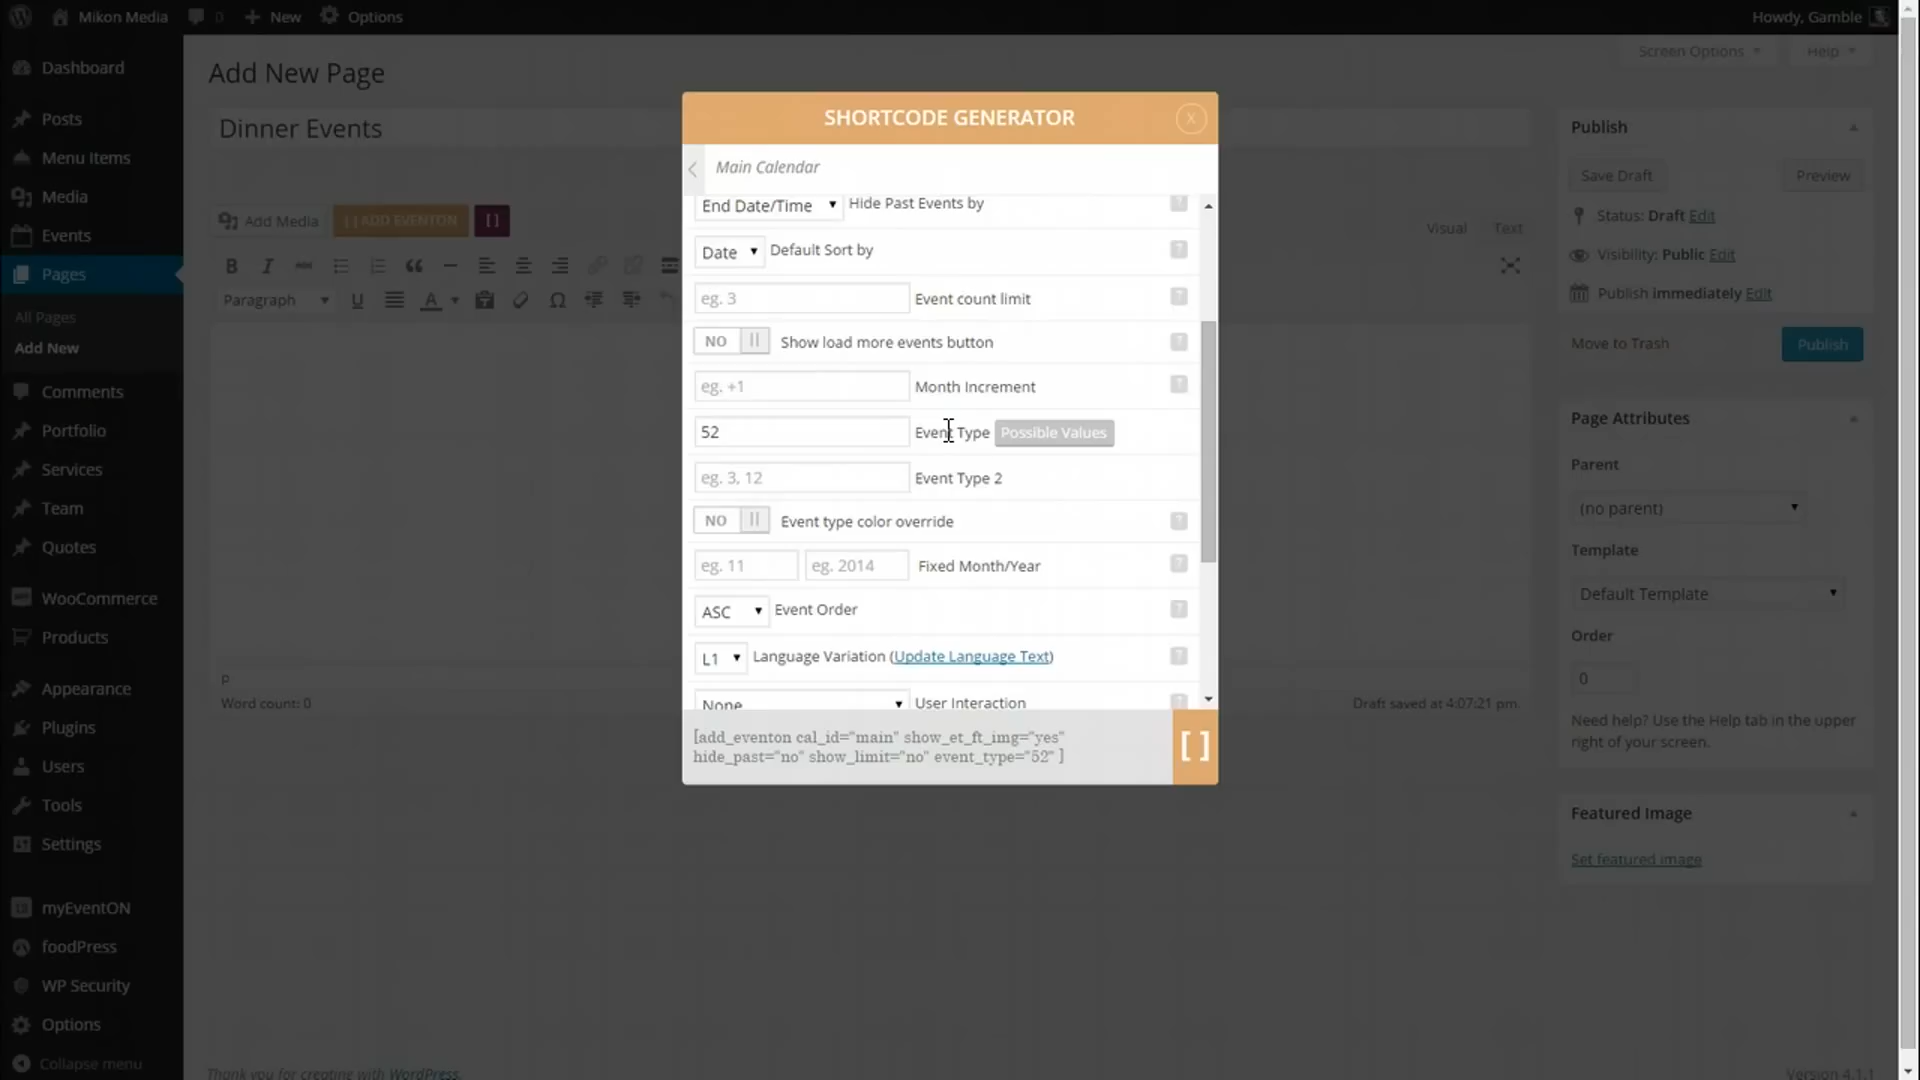 Mikon Media
0
New
Options
Howdy, Gamble
Dashboard
Posts
Menu Items
Media
Events
Pages
All Pages
Add New
Comments
Portfolio
Services
Team
Quotes
WooCommerce
Products
Appearance
Plugins
Users
Tools
Settings
myEventON
foodPress
WP Security
Options
Collapse menu
Screen Options
Help
Add New Page
Dinner Events
Add Media
[ ] ADD EVENTON
[ ]
Visual
Text
Paragraph
P
Word count: 0
Draft saved at 4:07:21 pm.
SHORTCODE GENERATOR
X
Main Calendar
End Date/Time Hide Past Events by
Date Default Sort by
eg. 3 Event count limit
NO Show load more events button
eg. +1 Month Increment
52 Event Type Possible Values
eg. 3, 12 Event Type 2
NO Event type color override
eg. 11 eg. 2014 Fixed Month/Year
ASC Event Order
L1 Language Variation (Update Language Text)
None User Interaction
[add_eventon cal_id="main" show_et_ft_img="yes"
hide_past="no" show_limit="no" event_type="52" ]
[ ]
Publish
Save Draft
Preview
Status: Draft Edit
Visibility: Public Edit
Publish immediately Edit
Move to Trash
Publish
Page Attributes
Parent
(no parent)
Template
Default Template
Order
0
Need help? Use the Help tab in the upper
right of your screen.
Featured Image
Set featured image
Thank you for creating with WordPress.
Version 4.1.1